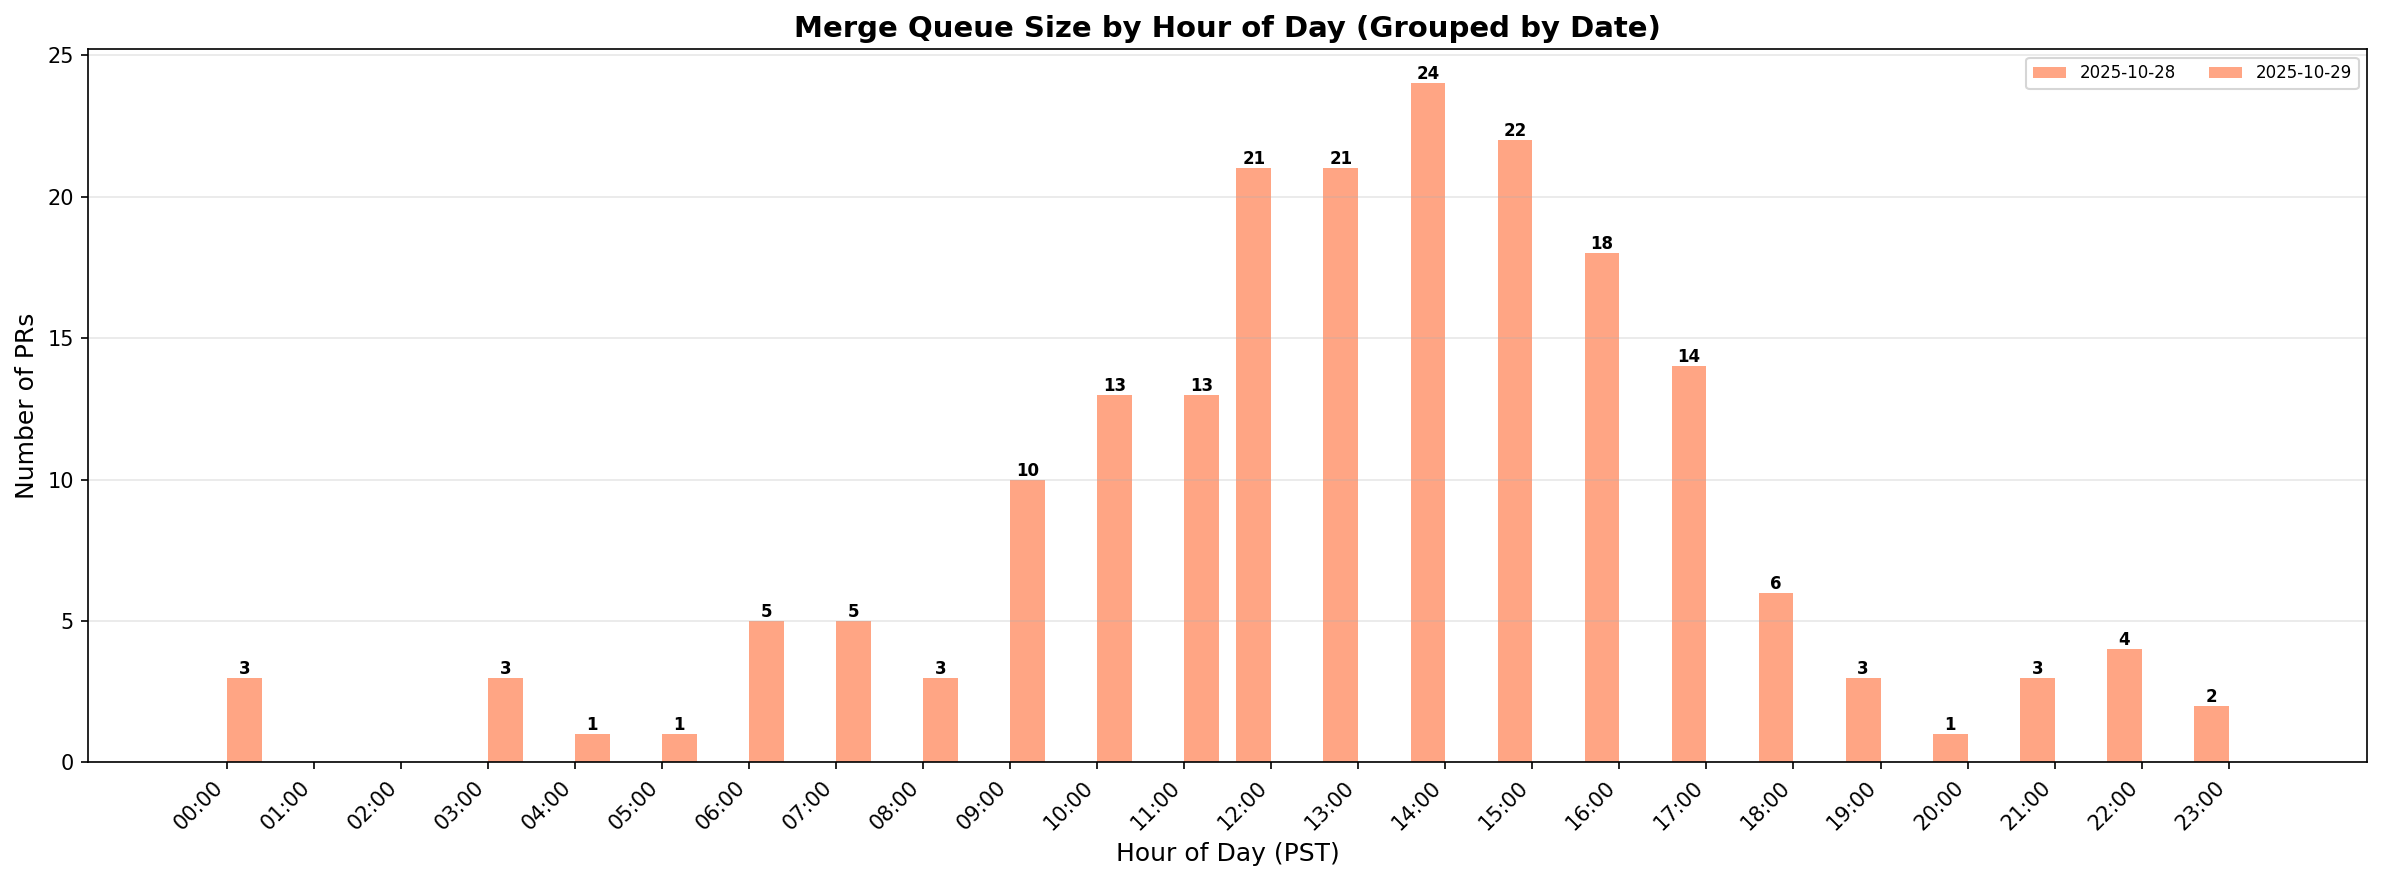 Merge Queue Size by Hour of Day (Grouped by Date)
2025-10-28 2025-10-29
Number of PRs
25
20
15
10
5
0
3 3 1 1 5 5 3 10 13 13 21 21 24 22 18 14 6 3 1 3 4 2
00:00 01:00 02:00 03:00 04:00 05:00 06:00 07:00 08:00 09:00 10:00 11:00 12:00 13:00 14:00 15:00 16:00 17:00 18:00 19:00 20:00 21:00 22:00 23:00
Hour of Day (PST)